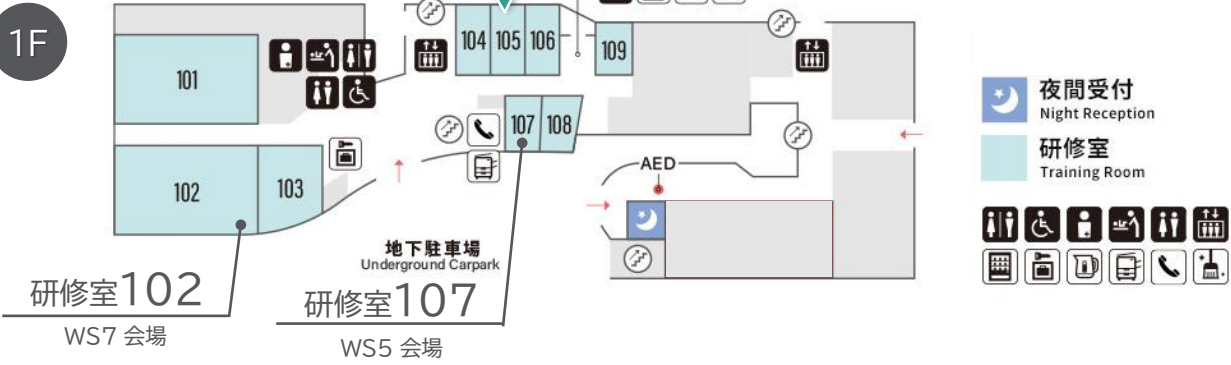 1F
104 105 106
109
101
107 108
102
103
AED
地下駐車場
Underground Carpark
研修室102
WS7 会場
研修室107
WS5 会場
夜間受付
Night Reception
研修室
Training Room